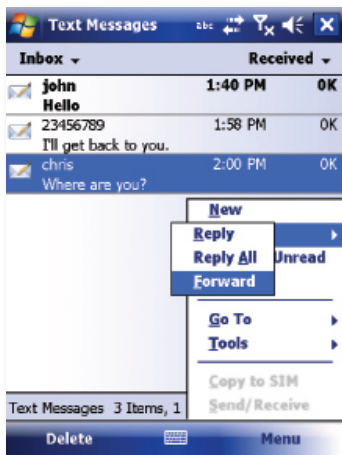 Text Messages abc
Inbox Received
john 1:40 PM 0K
Hello
23456789 1:58 PM 0K
I'll get back to you.
chris 2:00 PM 0K
Where are you?
New
Reply
Reply All Unread
Forward
Go To
Tools
Copy to SIM
Text Messages 3 Items, 1 Send/Receive
Delete Menu